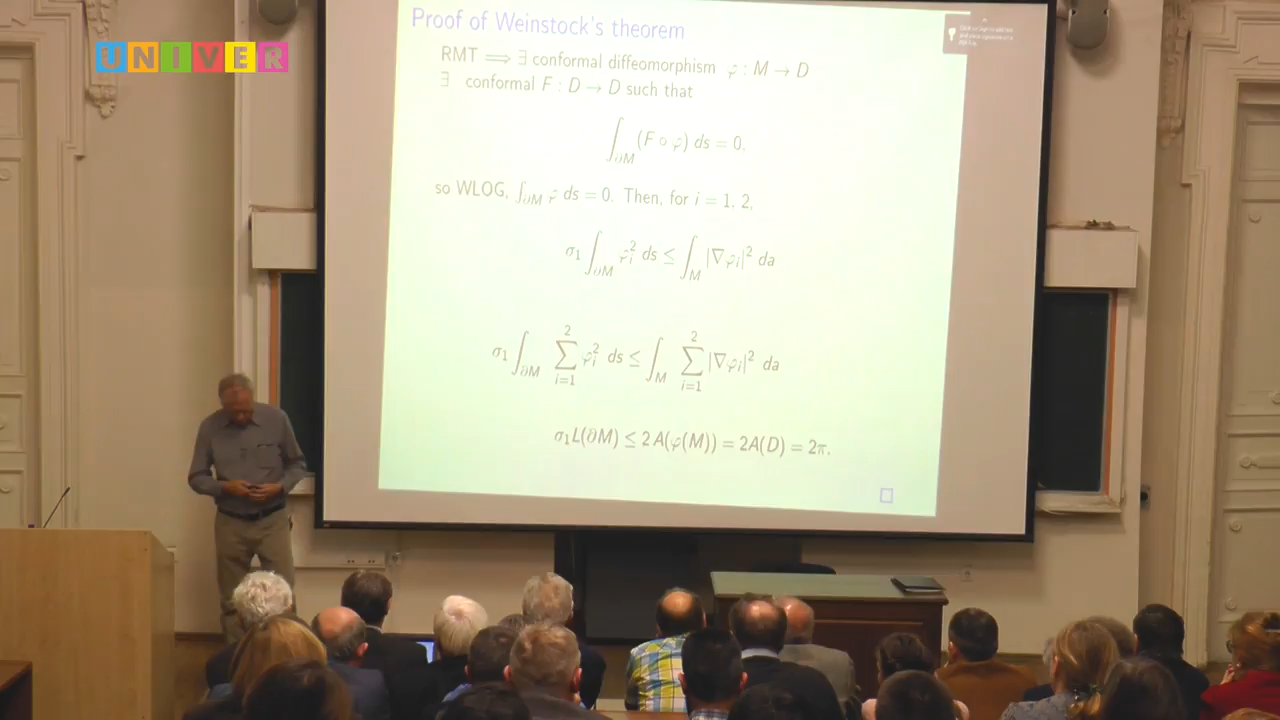 UNIVER
Proof of Weinstock's theorem
RMT ⟹ ∃ conformal diffeomorphism φ : M → D
∃ conformal F : D → D such that
∫_{∂M} (F ∘ φ) ds = 0.
so WLOG, ∫_{∂M} φ ds = 0. Then, for i = 1, 2,
σ₁ ∫_{∂M} φ_i² ds ≤ ∫_M |∇φ_i|² da
σ₁ ∫_{∂M} ∑_{i=1}^{2} φ_i² ds ≤ ∫_M ∑_{i=1}^{2} |∇φ_i|² da
σ₁L(∂M) ≤ 2A(φ(M)) = 2A(D) = 2π.